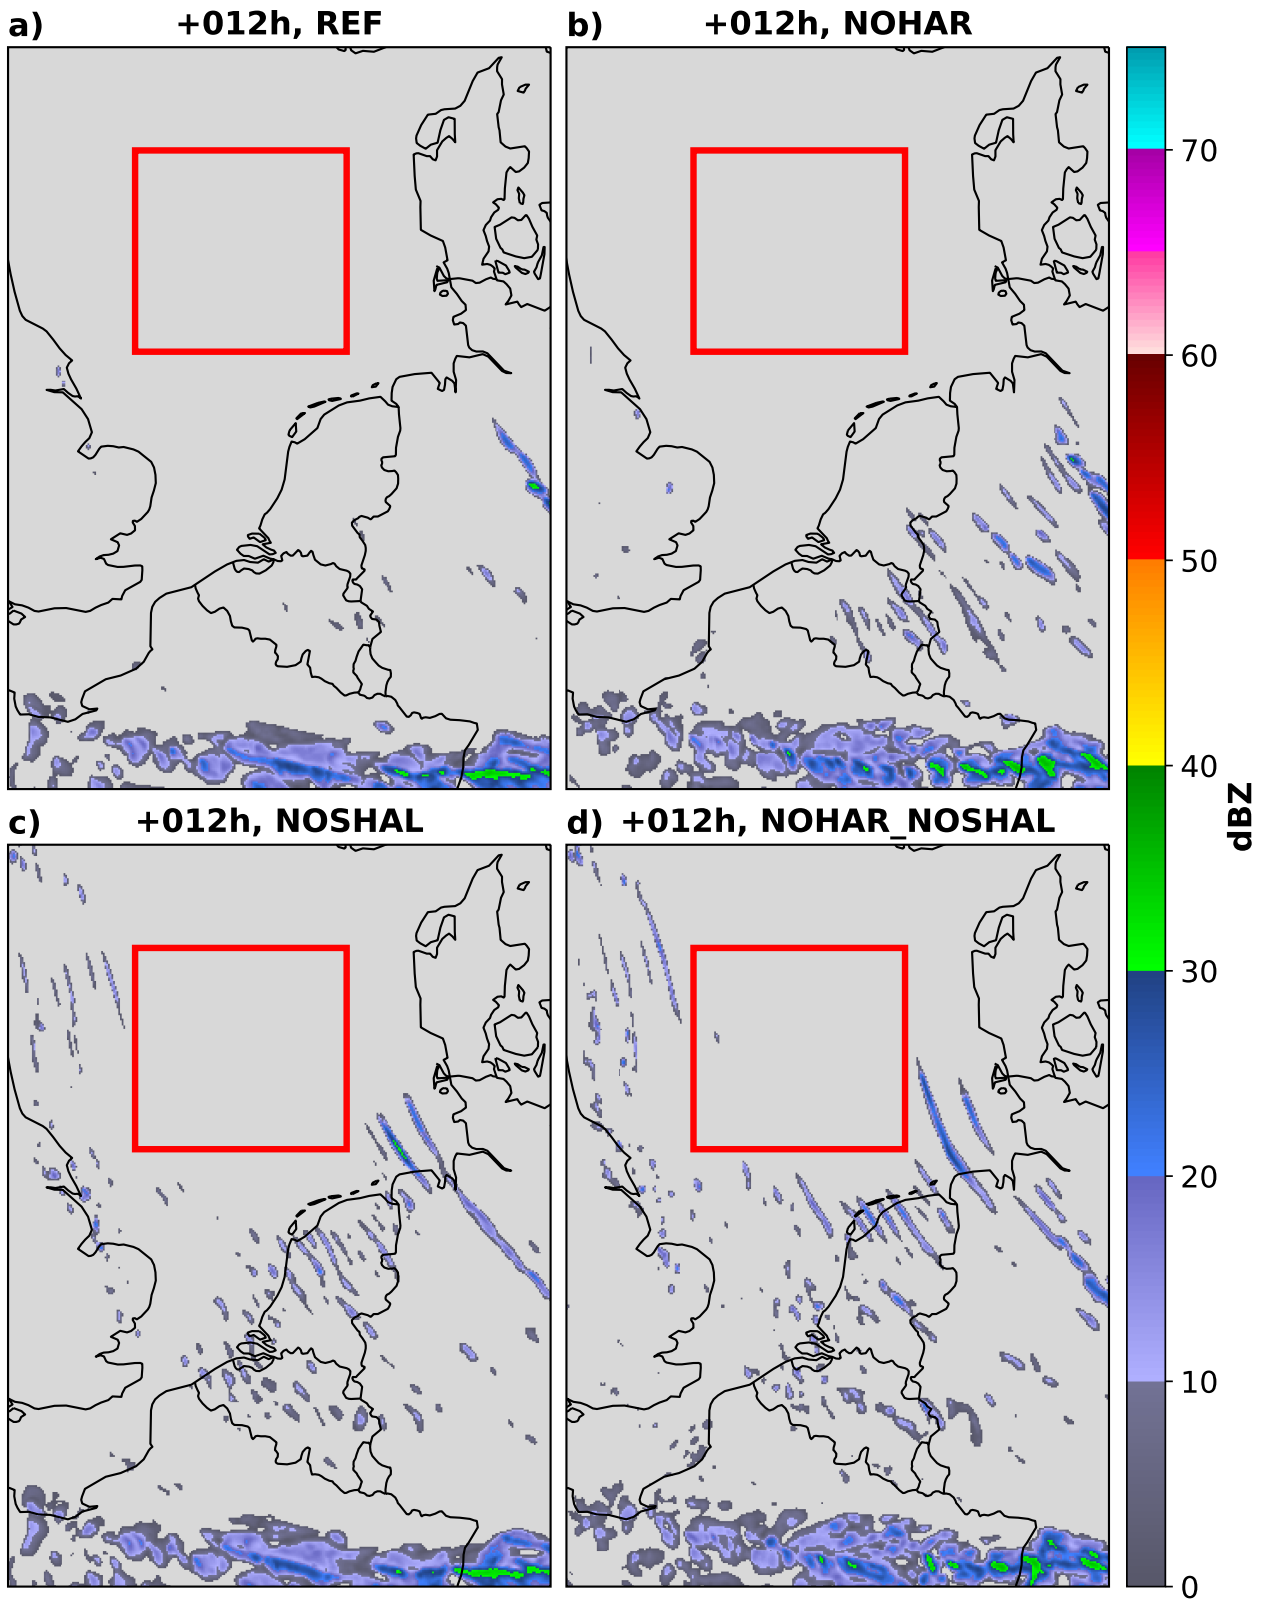 a) +012h, REF
b) +012h, NOHAR
70
60
50
40
30
20
10
0
dBZ
c) +012h, NOSHAL
d) +012h, NOHAR_NOSHAL